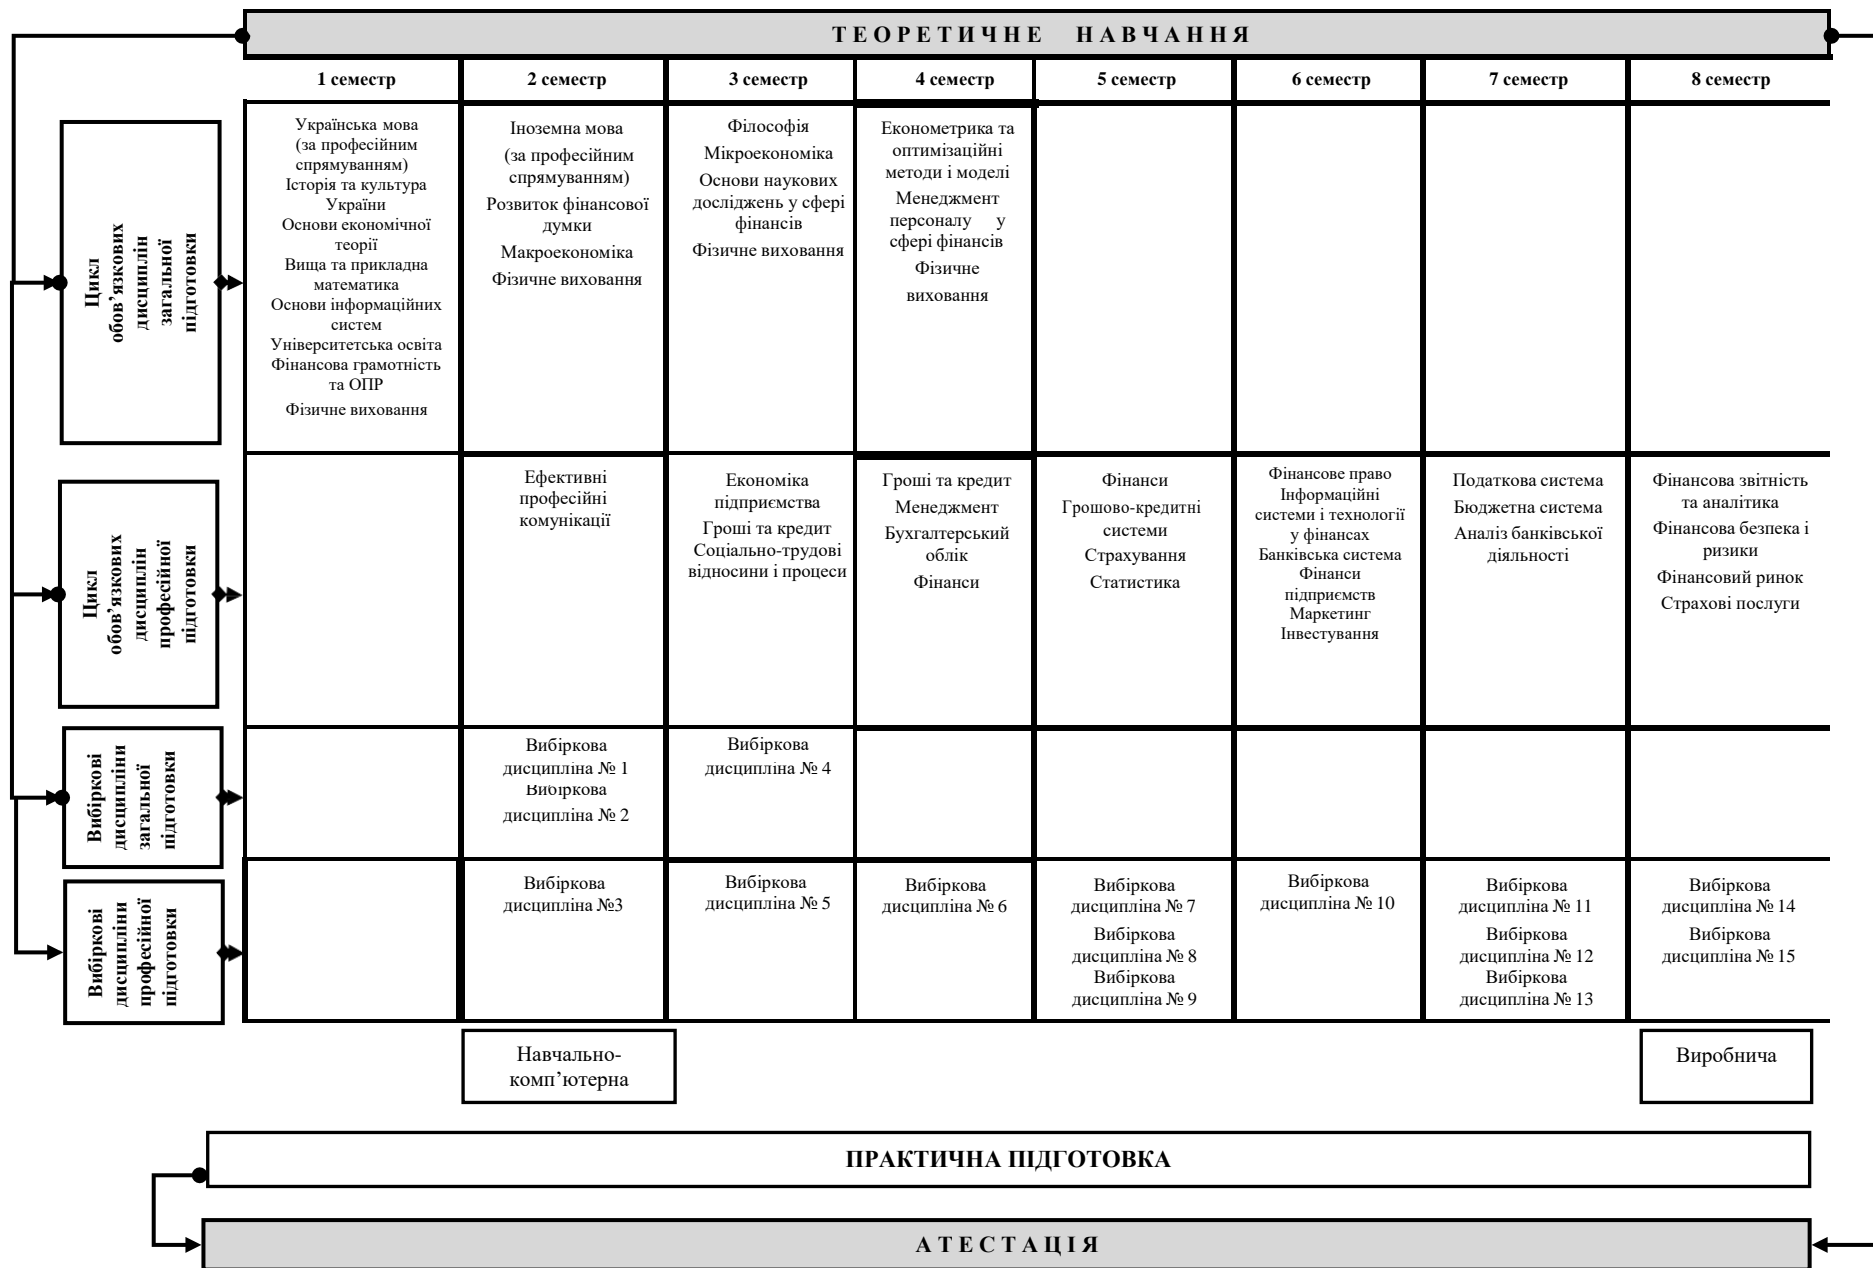 ТЕОРЕТИЧНЕ НАВЧАННЯ
1 семестр
2 семестр
3 семестр
4 семестр
5 семестр
6 семестр
7 семестр
8 семестр
Цикл
обов’язкових
дисциплін
загальної
підготовки
Українська мова
(за професійним
спрямуванням)
Історія та культура
України
Основи економічної
теорії
Вища та прикладна
математика
Основи інформаційних
систем
Університетська освіта
Фінансова грамотність
та ОПР
Фізичне виховання
Іноземна мова
(за професійним
спрямуванням)
Розвиток фінансової
думки
Макроекономіка
Фізичне виховання
Філософія
Мікроекономіка
Основи наукових
досліджень у сфері
фінансів
Фізичне виховання
Економетрика та
оптимізаційні
методи і моделі
Менеджмент
персоналу у
сфері фінансів
Фізичне
виховання
Цикл
обов’язкових
дисциплін
професійної
підготовки
Ефективні
професійні
комунікації
Економіка
підприємства
Гроші та кредит
Соціально-трудові
відносини і процеси
Гроші та кредит
Менеджмент
Бухгалтерський
облік
Фінанси
Фінанси
Грошово-кредитні
системи
Страхування
Статистика
Фінансове право
Інформаційні
системи і технології
у фінансах
Банківська система
Фінанси
підприємств
Маркетинг
Інвестування
Податкова система
Бюджетна система
Аналіз банківської
діяльності
Фінансова звітність
та аналітика
Фінансова безпека і
ризики
Фінансовий ринок
Страхові послуги
Вибіркові
дисципліни
загальної
підготовки
Вибіркова
дисципліна № 1
Вибіркова
дисципліна № 2
Вибіркова
дисципліна № 4
Вибіркові
дисципліни
професійної
підготовки
Вибіркова
дисципліна №3
Вибіркова
дисципліна № 5
Вибіркова
дисципліна № 6
Вибіркова
дисципліна № 7
Вибіркова
дисципліна № 8
Вибіркова
дисципліна № 9
Вибіркова
дисципліна № 10
Вибіркова
дисципліна № 11
Вибіркова
дисципліна № 12
Вибіркова
дисципліна № 13
Вибіркова
дисципліна № 14
Вибіркова
дисципліна № 15
Навчально-
комп’ютерна
Виробнича
ПРАКТИЧНА ПІДГОТОВКА
АТЕСТАЦІЯ